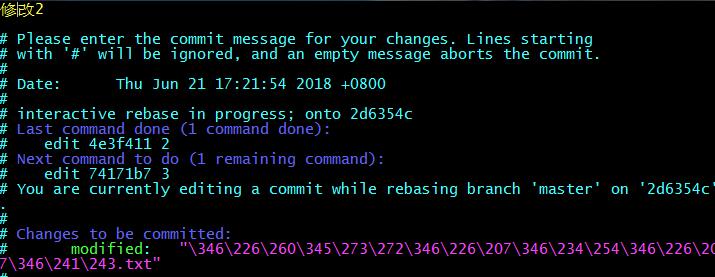 修改2
# Please enter the commit message for your changes. Lines starting
# with '#' will be ignored, and an empty message aborts the commit.
#
# Date:      Thu Jun 21 17:21:54 2018 +0800
#
# interactive rebase in progress; onto 2d6354c
# Last command done (1 command done):
#    edit 4e3f411 2
# Next command to do (1 remaining command):
#    edit 74171b7 3
# You are currently editing a commit while rebasing branch 'master' on '2d6354c'
.
#
# Changes to be committed:
#       modified:   "\346\226\260\345\273\272\346\226\207\346\234\254\346\226\20
7\346\241\243.txt"
#